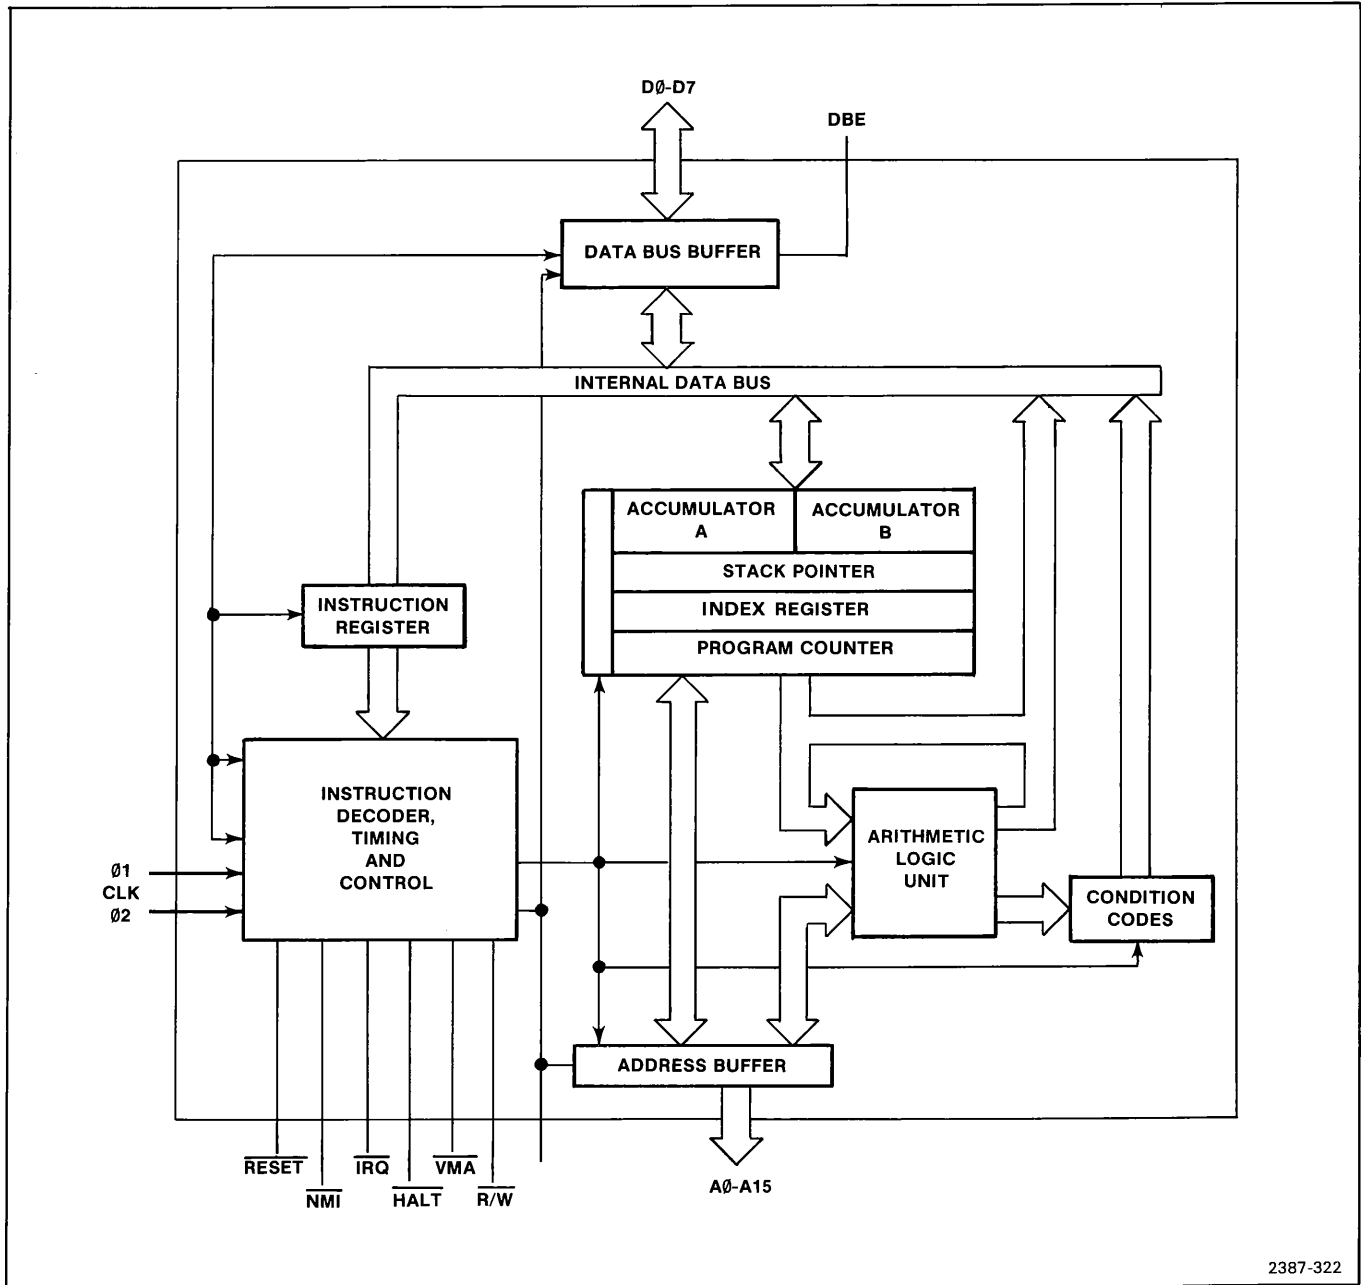 DØ-D7
DBE
DATA BUS BUFFER
INTERNAL DATA BUS
ACCUMULATOR
A
ACCUMULATOR
B
STACK POINTER
INDEX REGISTER
PROGRAM COUNTER
INSTRUCTION
REGISTER
INSTRUCTION
DECODER,
TIMING
AND
CONTROL
Ø1
CLK
Ø2
ARITHMETIC
LOGIC
UNIT
CONDITION
CODES
ADDRESS BUFFER
RESET
NMI
IRQ
HALT
VMA
R/W
AØ-A15
2387-322